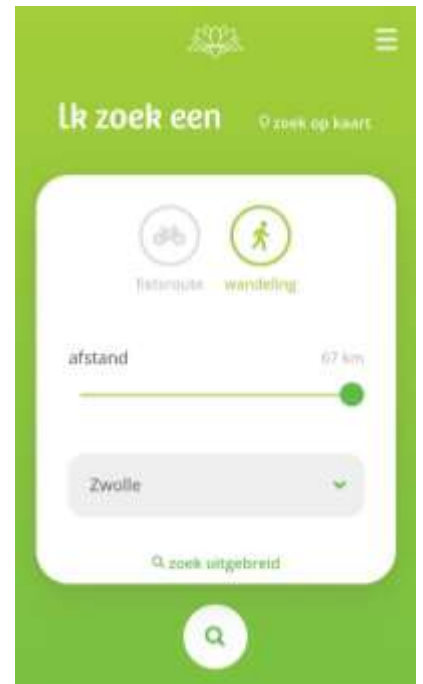 Ik zoek een
zoek op kaart
fietsroute wandeling
afstand 67 km
Zwolle
zoek uitgebreid